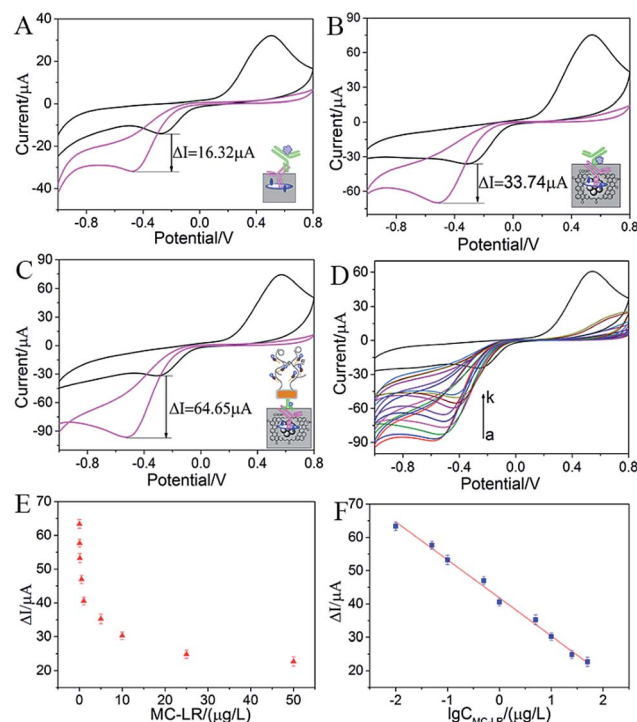 A
Current/μA
40
20
0
-20
-40
ΔI=16.32μA
-0.8 -0.4 0.0 0.4 0.8
Potential/V
B
Current/μA
90
60
30
0
-30
-60
ΔI=33.74μA
-0.8 -0.4 0.0 0.4 0.8
Potential/V
C
Current/μA
90
60
30
0
-30
-60
-90
ΔI=64.65μA
-0.8 -0.4 0.0 0.4 0.8
Potential/V
D
Current/μA
90
60
30
0
-30
-60
-90
k
a
-0.8 -0.4 0.0 0.4 0.8
Potential/V
E
ΔI/μA
70
60
50
40
30
20
0 10 20 30 40 50
MC-LR/(μg/L)
F
ΔI/μA
70
60
50
40
30
20
-2 -1 0 1 2
lgC_MC-LR/(μg/L)